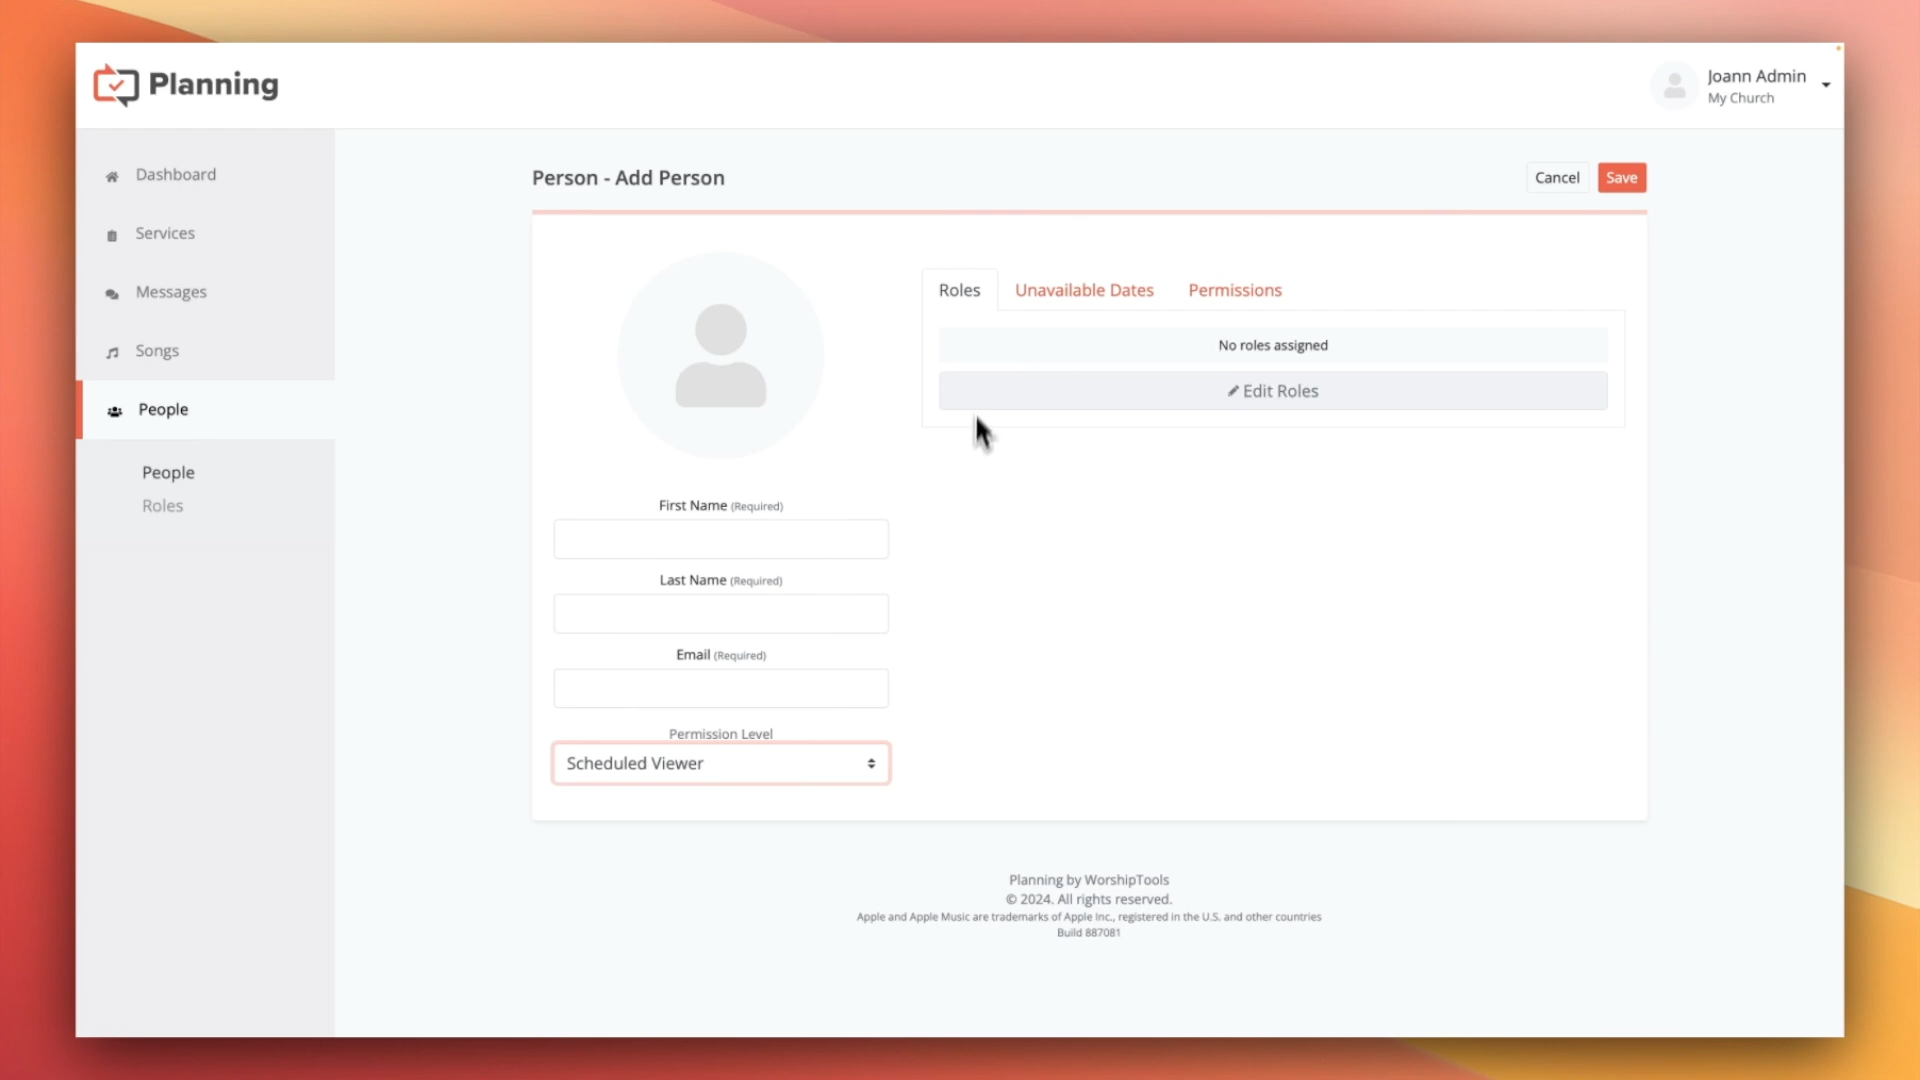 Planning
Joann Admin
My Church
Dashboard
Services
Messages
Songs
People
People
Roles
Person - Add Person
Cancel
Save
Roles
Unavailable Dates
Permissions
No roles assigned
Edit Roles
First Name (Required)
Last Name (Required)
Email (Required)
Permission Level
Scheduled Viewer
Planning by WorshipTools
© 2024. All rights reserved.
Apple and Apple Music are trademarks of Apple Inc., registered in the U.S. and other countries
Build 887081